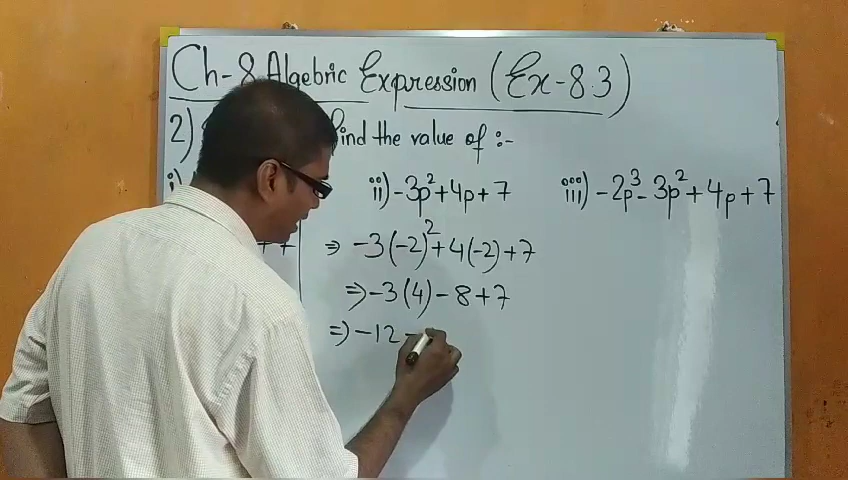 Ch-8 Algebric Expression (Ex-8.3)
2) find the value of :-
i) ii) -3p²+4p+7 iii) -2p³-3p²+4p+7
+7 ⇒ -3(-2)²+4(-2)+7
⇒ -3(4)-8+7
⇒ -12-